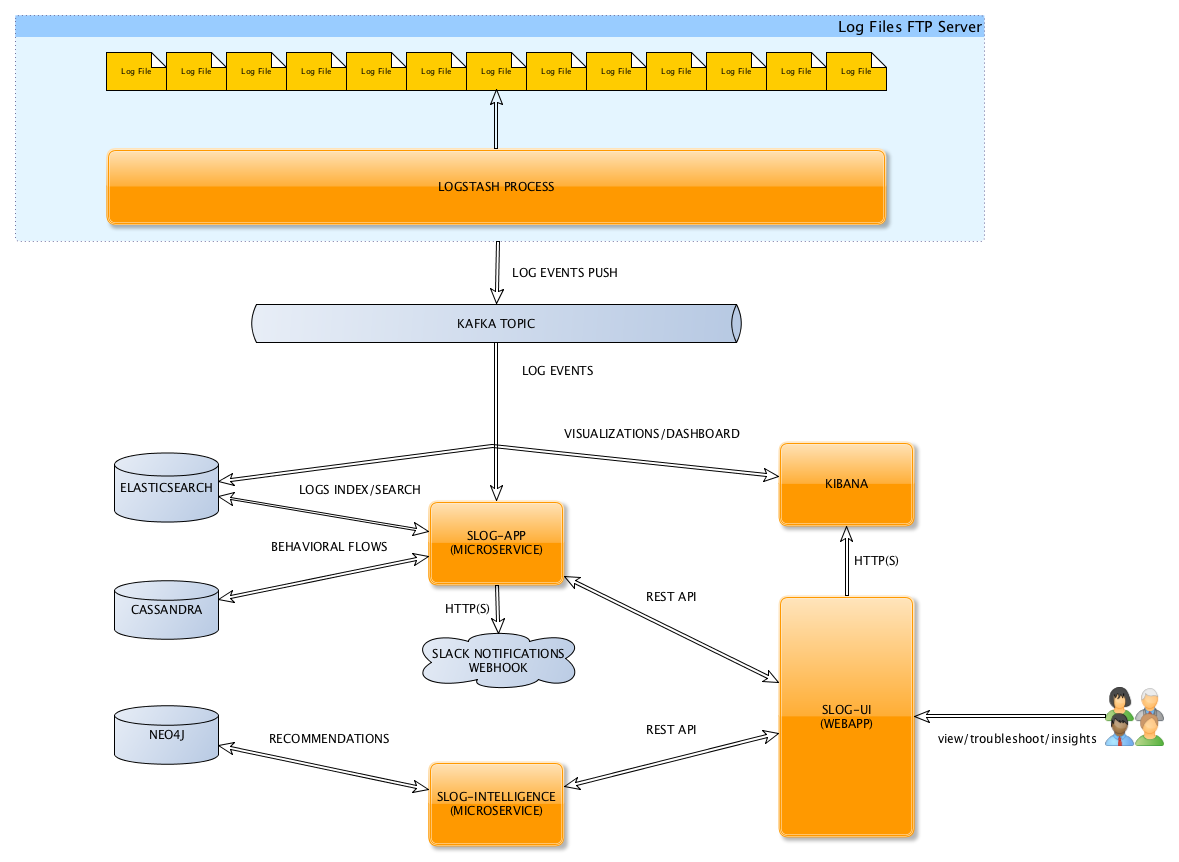 Log Files FTP Server
Log File
Log File
Log File
Log File
Log File
Log File
Log File
Log File
Log File
Log File
Log File
Log File
Log File
LOGSTASH PROCESS
LOG EVENTS PUSH
KAFKA TOPIC
LOG EVENTS
VISUALIZATIONS/DASHBOARD
ELASTICSEARCH
LOGS INDEX/SEARCH
KIBANA
SLOG-APP
(MICROSERVICE)
BEHAVIORAL FLOWS
HTTP(S)
CASSANDRA
HTTP(S)
REST API
SLACK NOTIFICATIONS
WEBHOOK
SLOG-UI
(WEBAPP)
NEO4J
RECOMMENDATIONS
REST API
view/troubleshoot/insights
SLOG-INTELLIGENCE
(MICROSERVICE)